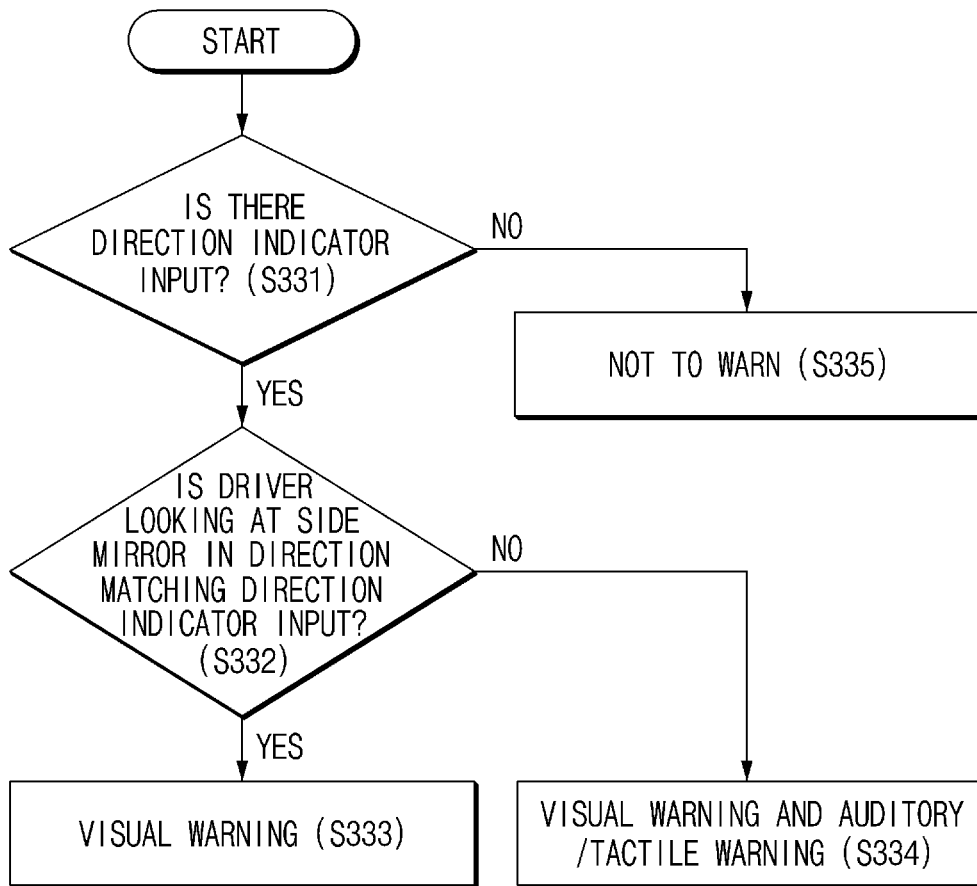 START
IS THERE
DIRECTION INDICATOR
INPUT? (S331)
NO
NOT TO WARN (S335)
YES
IS DRIVER
LOOKING AT SIDE
MIRROR IN DIRECTION
MATCHING DIRECTION
INDICATOR INPUT?
(S332)
NO
YES
VISUAL WARNING (S333)
VISUAL WARNING AND AUDITORY
/TACTILE WARNING (S334)